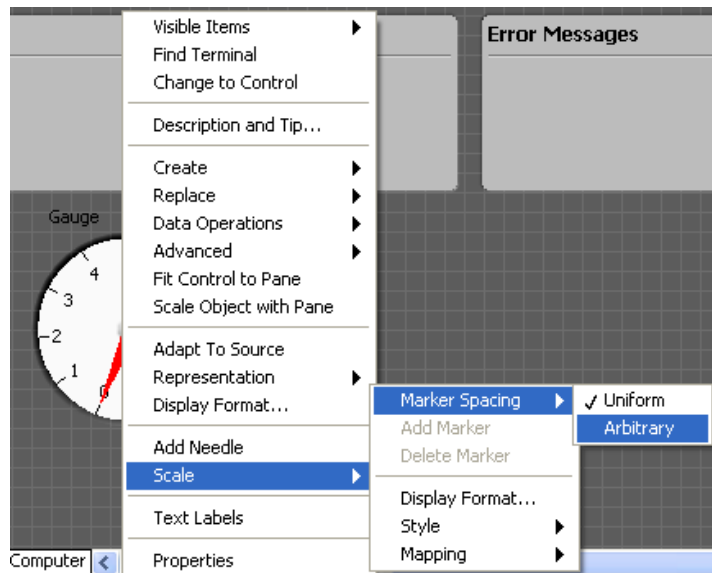 Visible Items
Find Terminal
Change to Control
Description and Tip...
Create
Replace
Data Operations
Advanced
Fit Control to Pane
Scale Object with Pane
Adapt To Source
Representation
Display Format...
Add Needle
Scale
Text Labels
Properties
Marker Spacing
Add Marker
Delete Marker
Display Format...
Style
Mapping
✓ Uniform
Arbitrary
Error Messages
Gauge
4
3
2
1
0
Computer